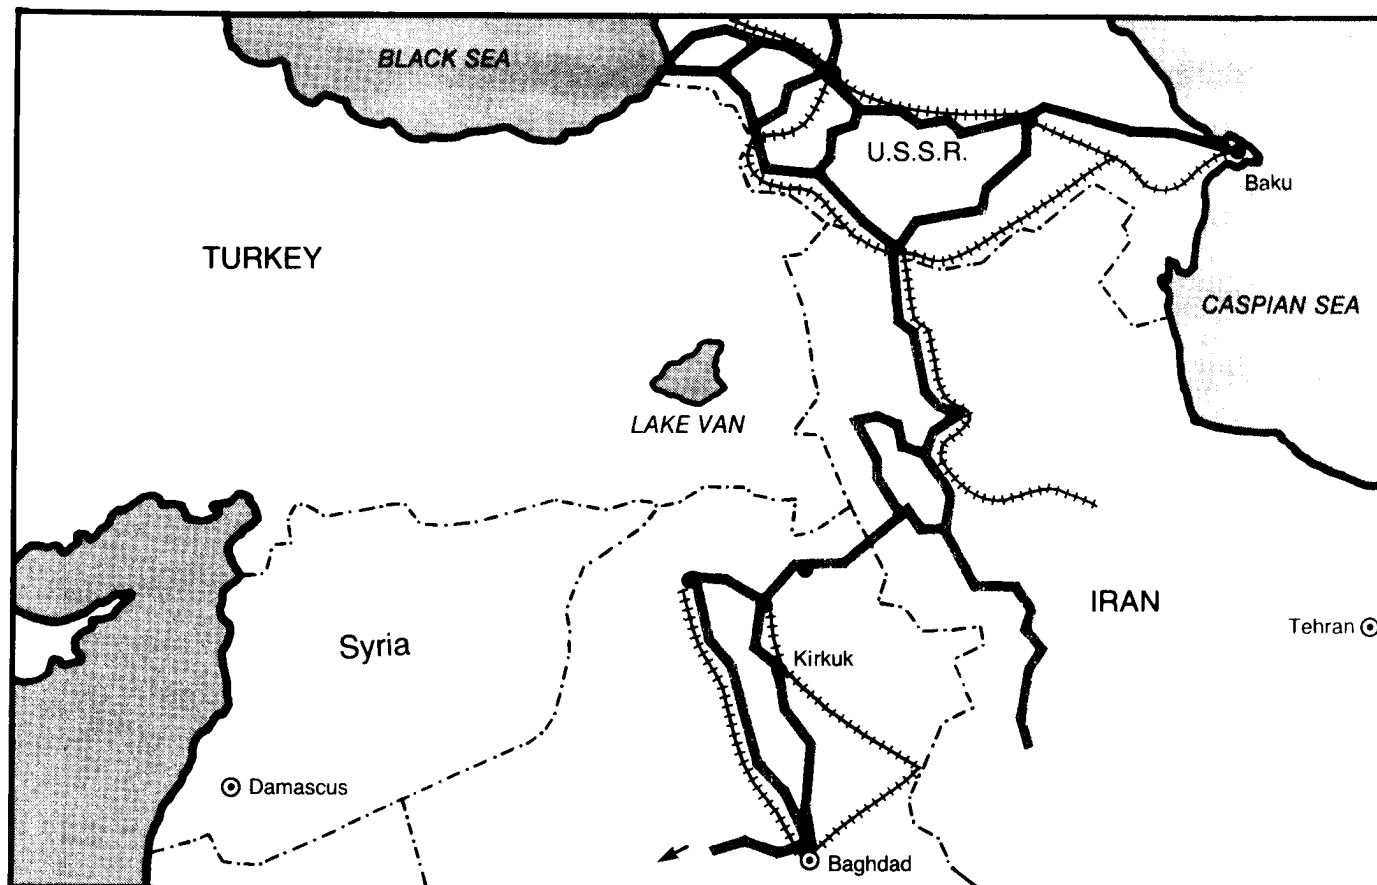 BLACK SEA
U.S.S.R.
Baku
TURKEY
CASPIAN SEA
LAKE VAN
IRAN
Tehran
Syria
Kirkuk
Damascus
Baghdad